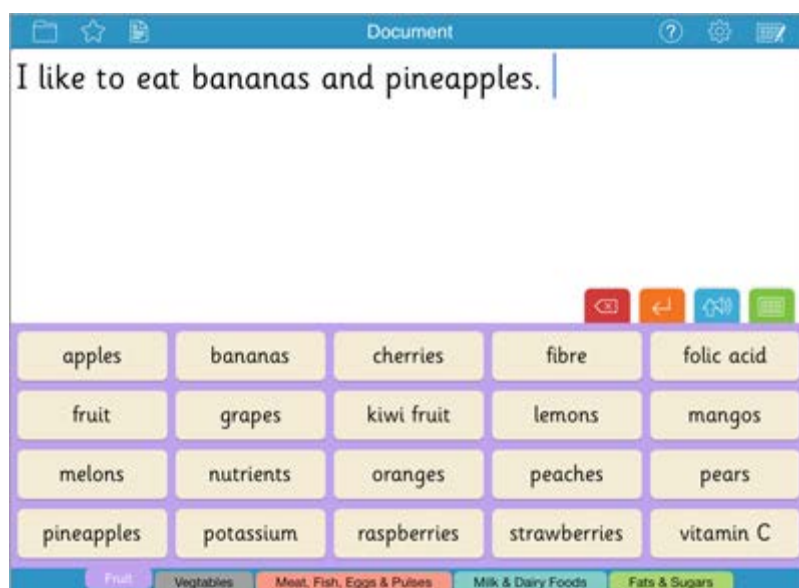 Document
I like to eat bananas and pineapples.
apples bananas cherries fibre folic acid
fruit grapes kiwi fruit lemons mangos
melons nutrients oranges peaches pears
pineapples potassium raspberries strawberries vitamin C
Fruit Vegtables Meat, Fish, Eggs & Pulses Milk & Dairy Foods Fats & Sugars